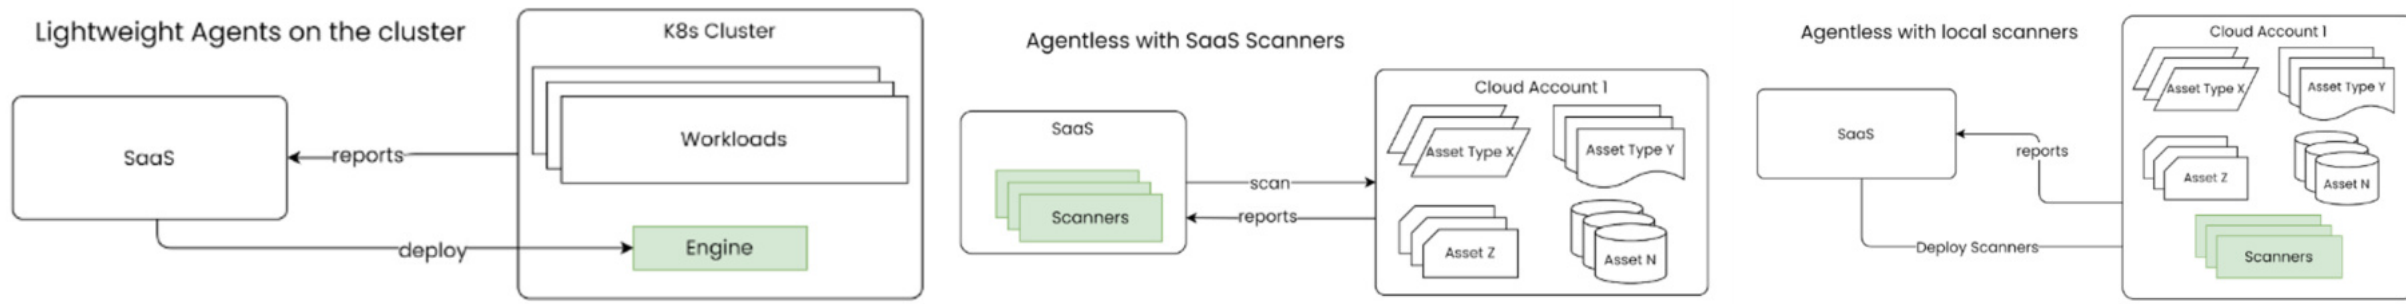 Lightweight Agents on the cluster
K8s Cluster
Workloads
SaaS
reports
deploy
Engine
Agentless with SaaS Scanners
Cloud Account 1
SaaS
Asset Type X
Asset Type Y
scan
Scanners
reports
Asset Z
Asset N
Agentless with local scanners
Cloud Account 1
Asset Type X
Asset Type Y
SaaS
reports
Asset Z
Asset N
Deploy Scanners
Scanners